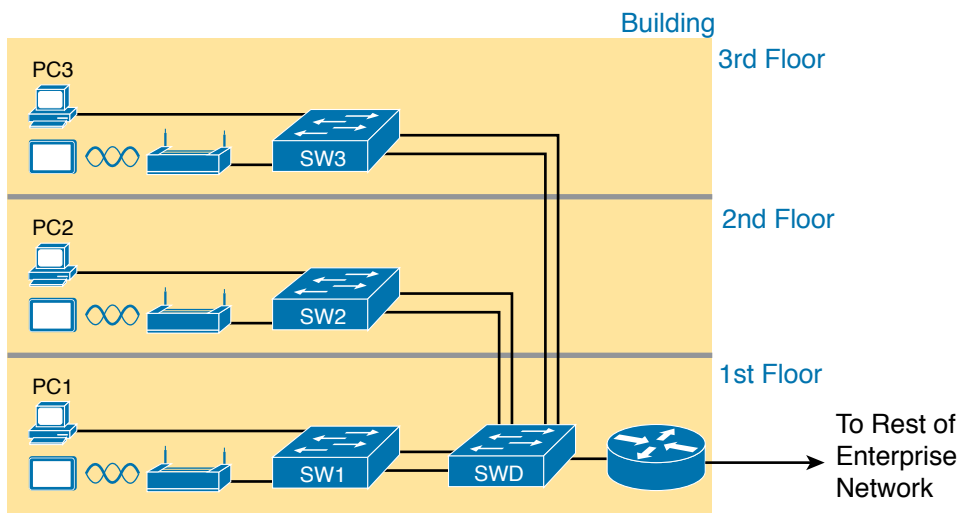 Building
3rd Floor
PC3
SW3
2nd Floor
PC2
SW2
1st Floor
PC1
SW1
SWD
To Rest of
Enterprise
Network